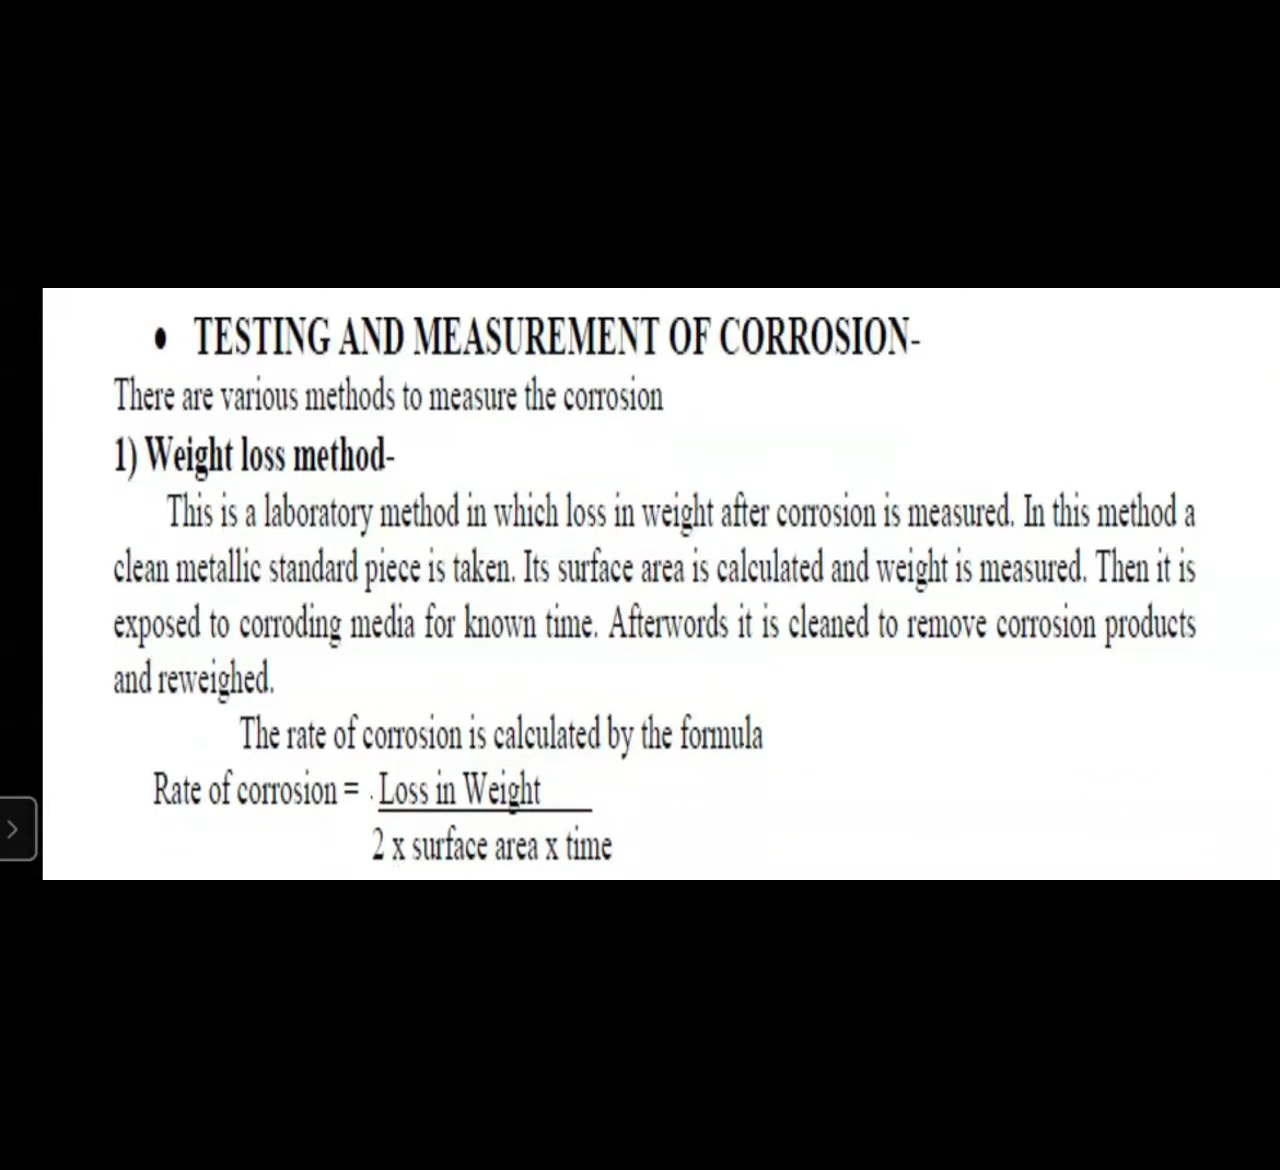 • TESTING AND MEASUREMENT OF CORROSION-
There are various methods to measure the corrosion
1) Weight loss method-
This is a laboratory method in which loss in weight after corrosion is measured. In this method a
clean metallic standard piece is taken. Its surface area is calculated and weight is measured. Then it is
exposed to corroding media for known time. Afterwords it is cleaned to remove corrosion products
and reweighed.
The rate of corrosion is calculated by the formula
Rate of corrosion = . Loss in Weight
2 x surface area x time